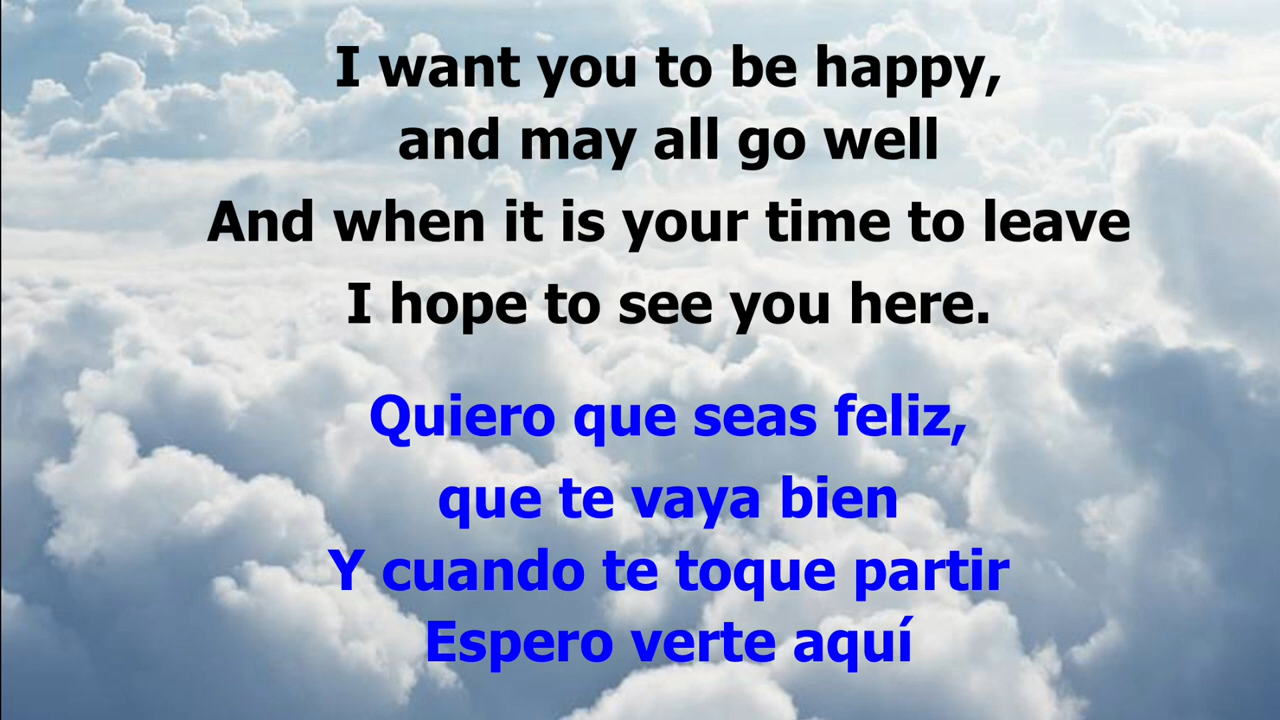 I want you to be happy,
and may all go well
And when it is your time to leave
I hope to see you here.
Quiero que seas feliz,
que te vaya bien
Y cuando te toque partir
Espero verte aquí